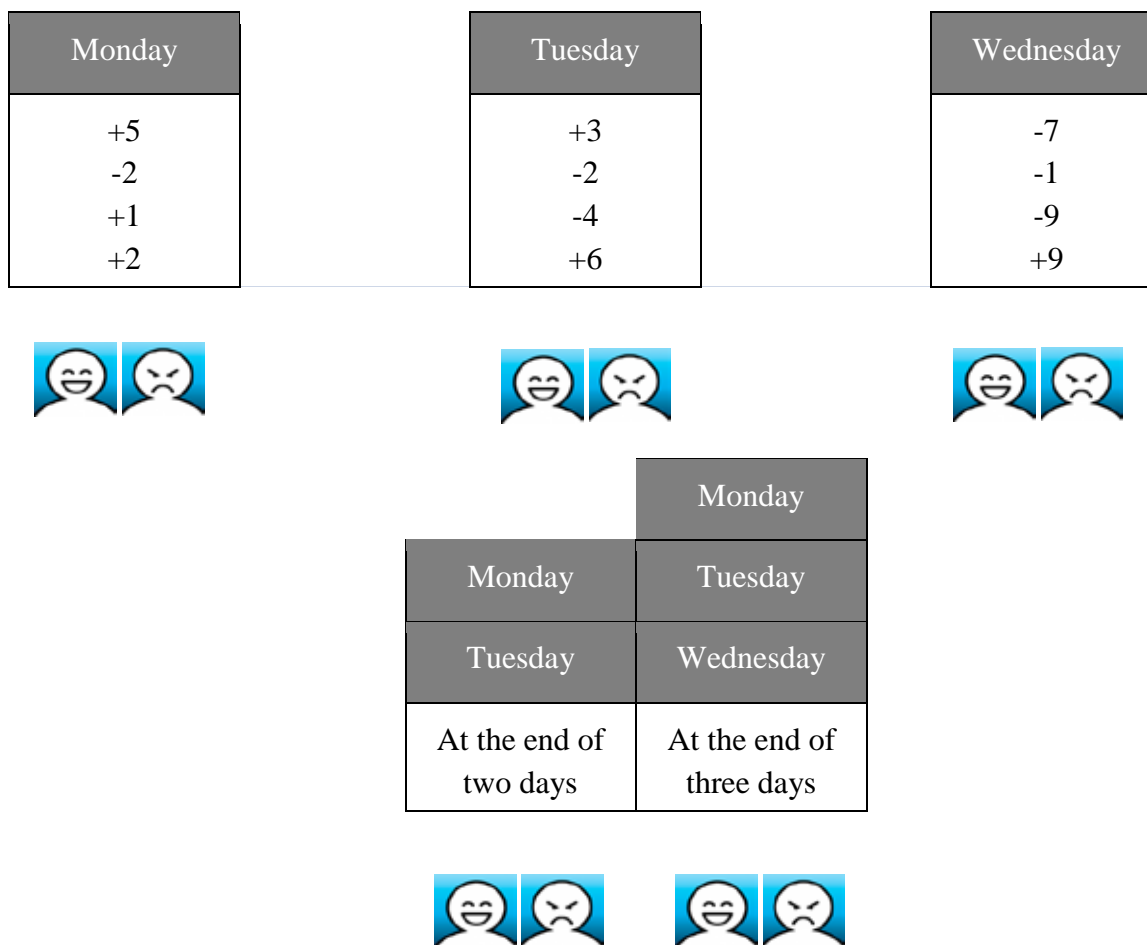 Monday
+5
-2
+1
+2
Tuesday
+3
-2
-4
+6
Wednesday
-7
-1
-9
+9
Monday
Monday
Tuesday
Tuesday
Wednesday
At the end of
two days
At the end of
three days